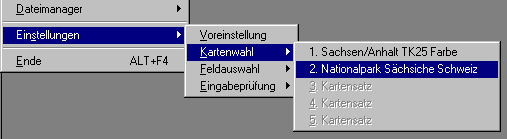 Dateimanager
Einstellungen
Ende ALT+F4
Voreinstellung
Kartenwahl
Feldauswahl
Eingabeprüfung
1. Sachsen/Anhalt TK25 Farbe
2. Nationalpark Sächsiche Schweiz
3. Kartensatz
4. Kartensatz
5. Kartensatz